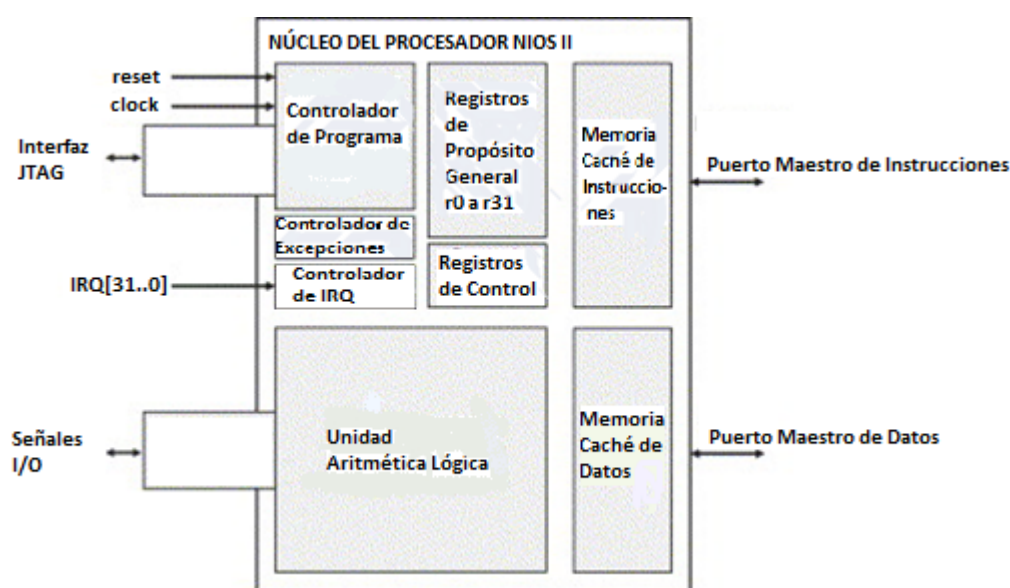 NÚCLEO DEL PROCESADOR NIOS II
reset
clock
Interfaz
JTAG
IRQ[31..0]
Señales
I/O
Controlador
de Programa
Controlador de
Excepciones
Controlador
de IRQ
Registros
de
Propósito
General
r0 a r31
Registros
de Control
Memoria
Caché de
Instruccio-
nes
Puerto Maestro de Instrucciones
Unidad
Aritmética Lógica
Memoria
Caché de
Datos
Puerto Maestro de Datos